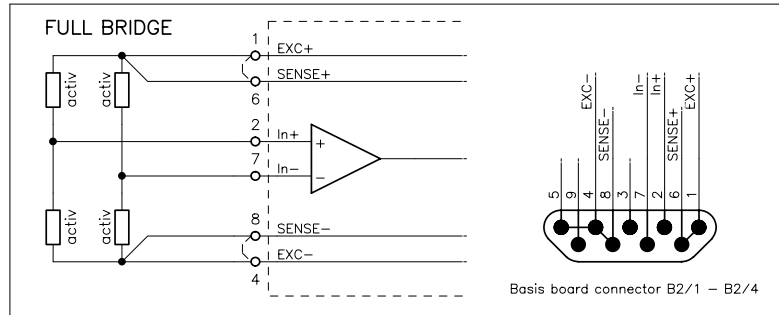 FULL BRIDGE
1
EXC+
SENSE+
6
activ
activ
2
In+
+
7
In-
-
activ
activ
8
SENSE-
EXC-
4
EXC-
SENSE-
In-
In+
SENSE+
EXC+
5
9
4
8
3
7
2
6
1
Basis board connector B2/1 - B2/4